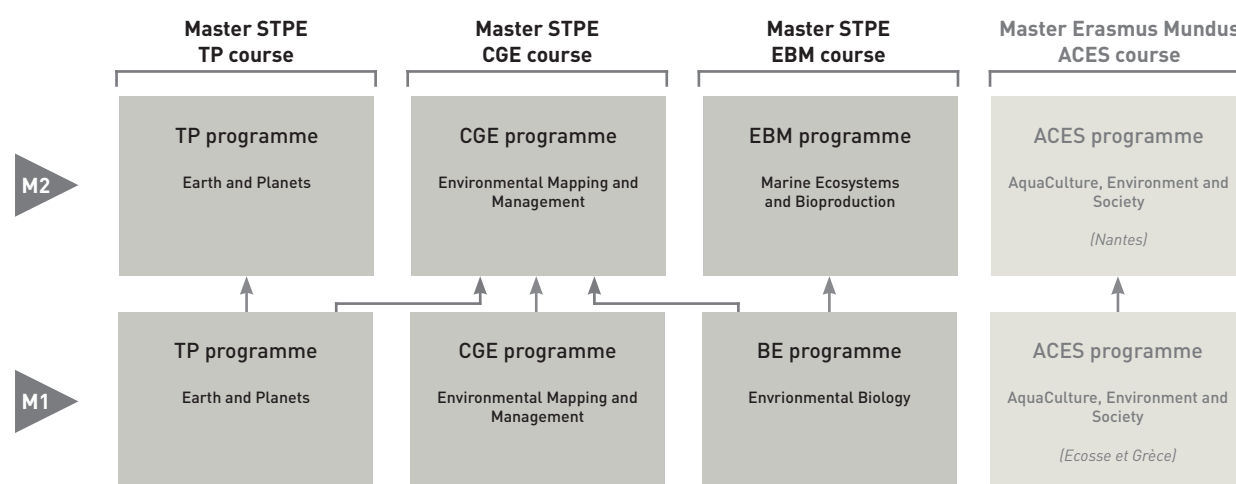 Master STPE
TP course
Master STPE
CGE course
Master STPE
EBM course
Master Erasmus Mundus
ACES course
M2
TP programme
Earth and Planets
CGE programme
Environmental Mapping and
Management
EBM programme
Marine Ecosystems
and Bioproduction
ACES programme
AquaCulture, Environment and
Society
(Nantes)
M1
TP programme
Earth and Planets
CGE programme
Environmental Mapping and
Management
BE programme
Envrionmental Biology
ACES programme
AquaCulture, Environment and
Society
(Ecosse et Grèce)